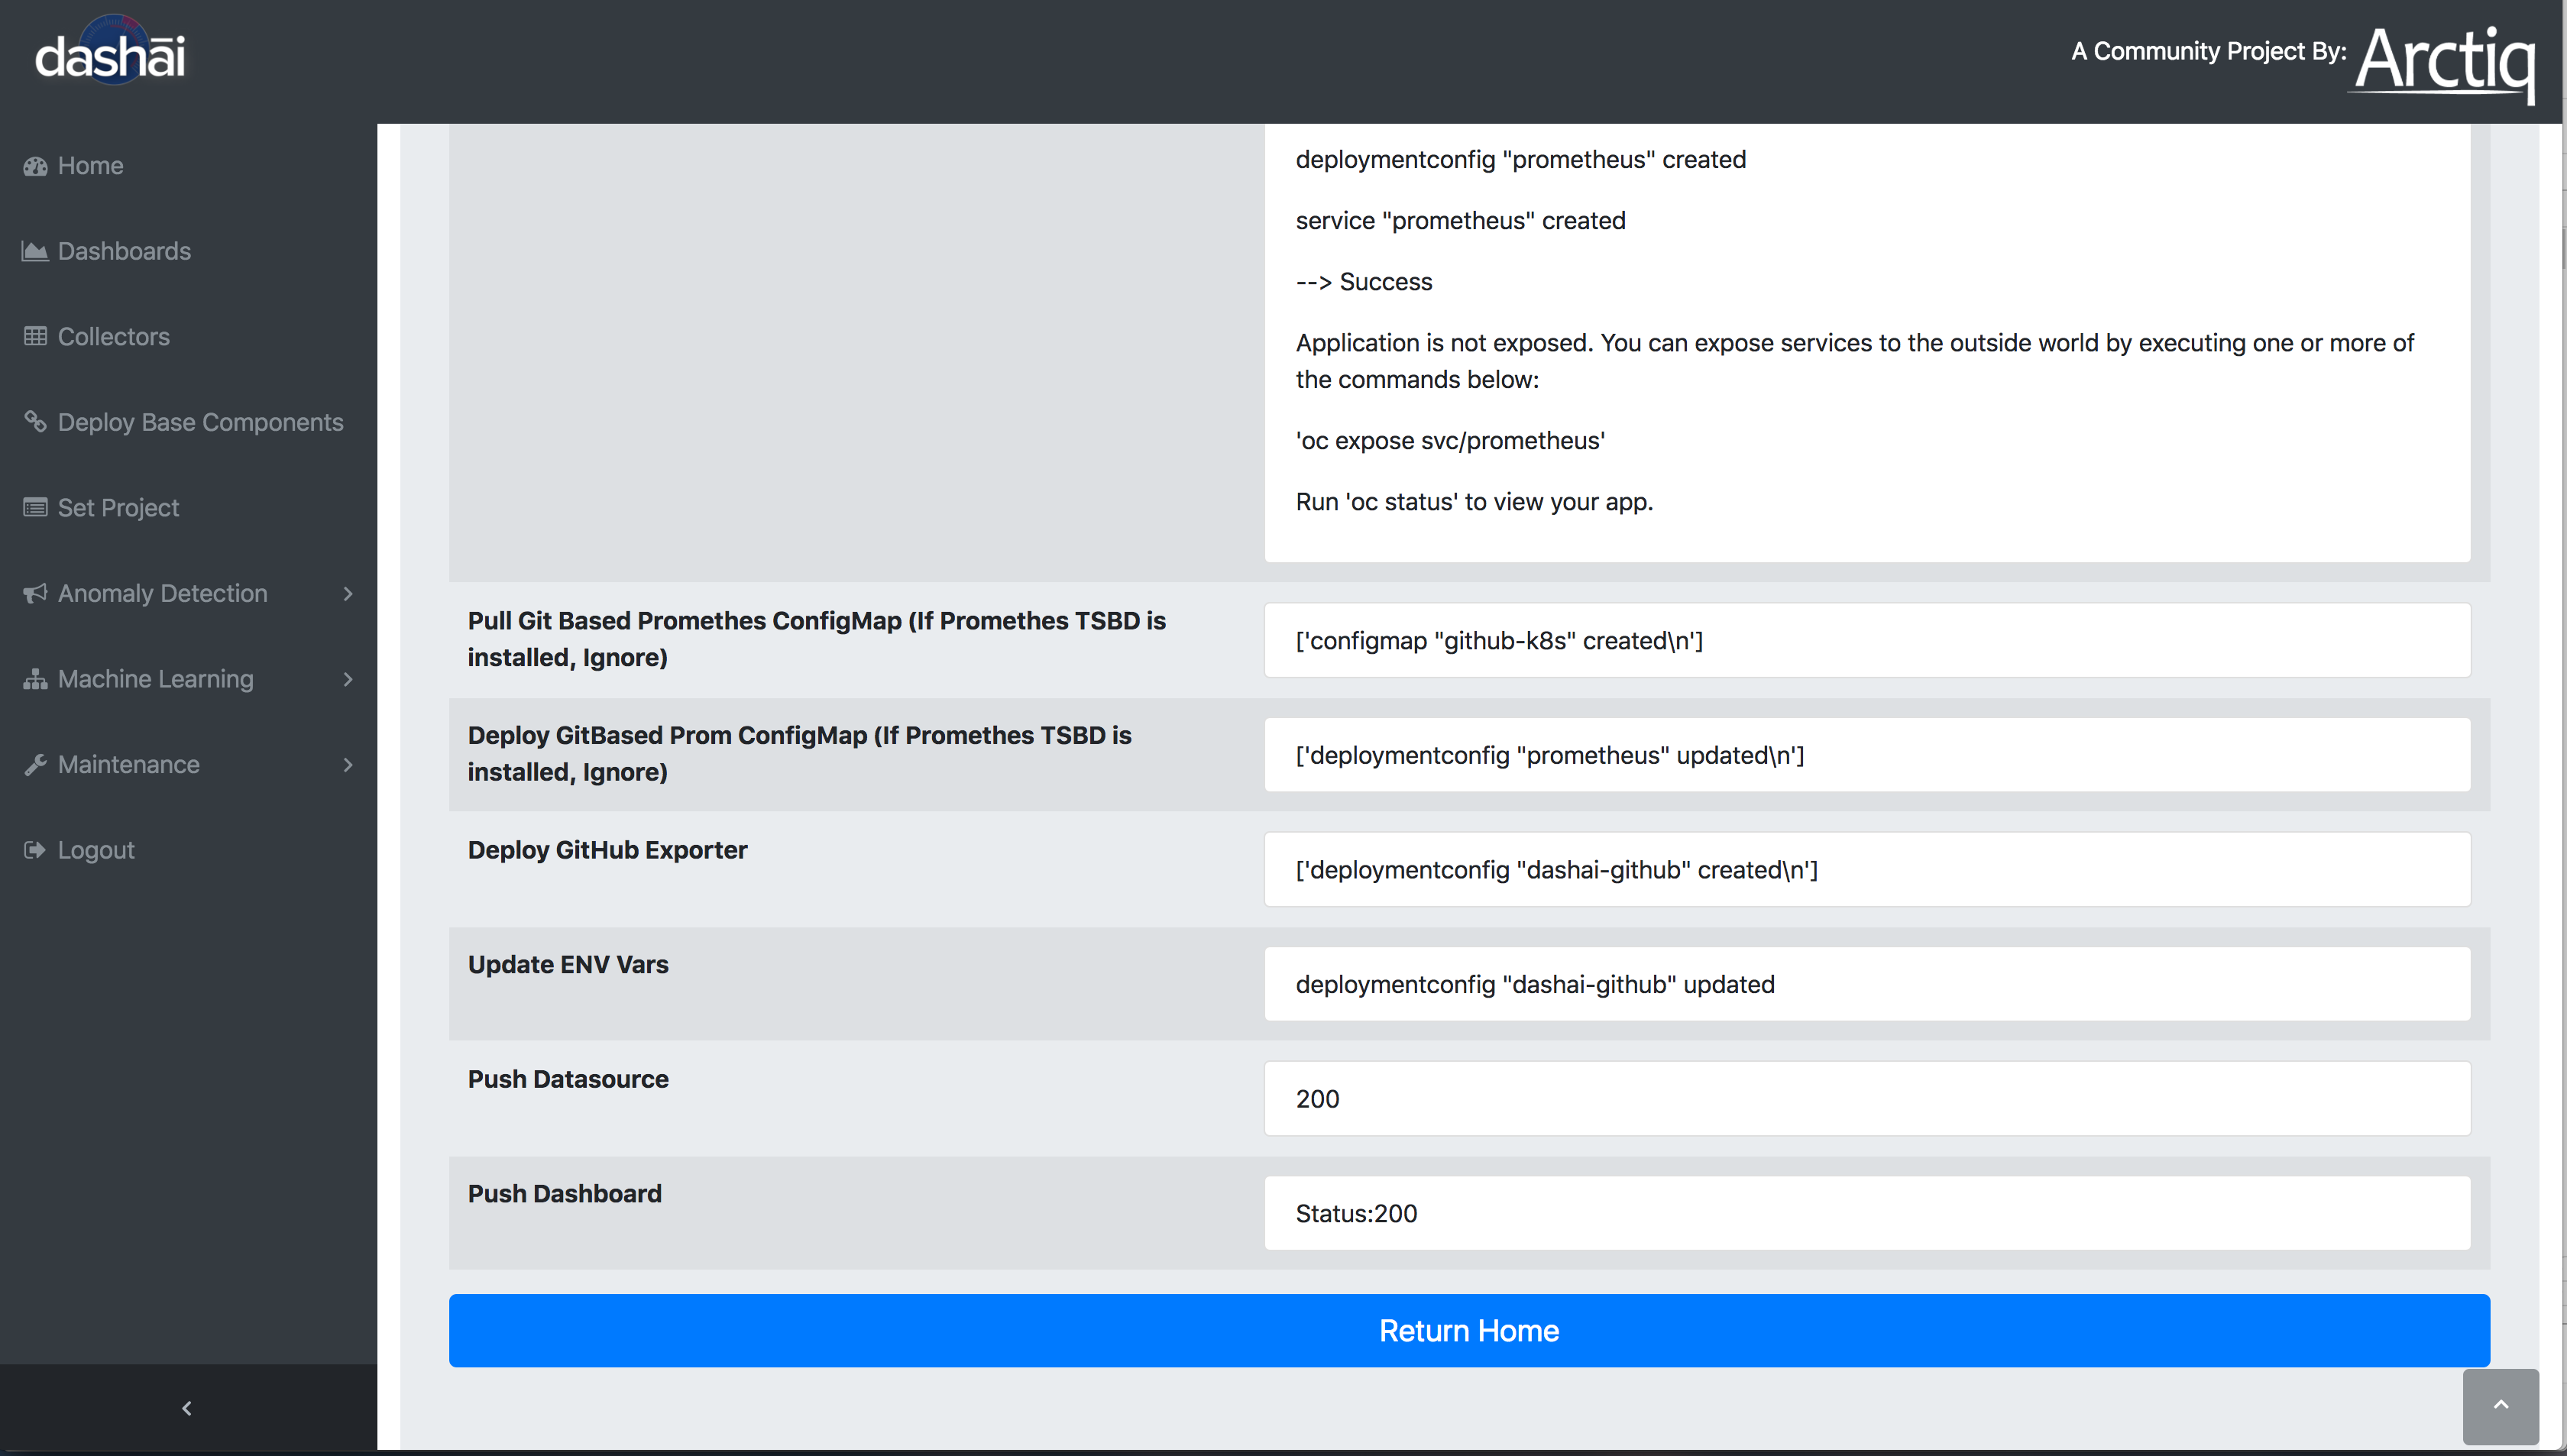 dashāi
A Community Project By: Arctiq
Home
Dashboards
Collectors
Deploy Base Components
Set Project
Anomaly Detection
Machine Learning
Maintenance
Logout
deploymentconfig "prometheus" created
service "prometheus" created
--> Success
Application is not exposed. You can expose services to the outside world by executing one or more of
the commands below:
'oc expose svc/prometheus'
Run 'oc status' to view your app.
Pull Git Based Promethes ConfigMap (If Promethes TSBD is
installed, Ignore)
['configmap "github-k8s" created\n']
Deploy GitBased Prom ConfigMap (If Promethes TSBD is
installed, Ignore)
['deploymentconfig "prometheus" updated\n']
Deploy GitHub Exporter
['deploymentconfig "dashai-github" created\n']
Update ENV Vars
deploymentconfig "dashai-github" updated
Push Datasource
200
Push Dashboard
Status:200
Return Home